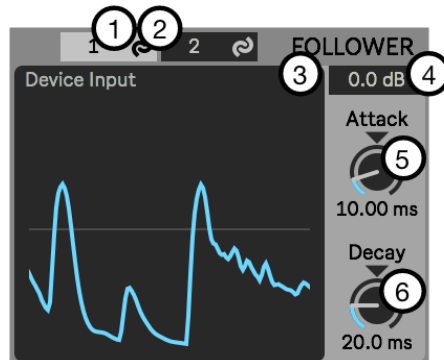 1 1 2 2 FOLLOWER
Device Input 3 0.0 dB 4
Attack
5
10.00 ms
Decay
6
20.0 ms